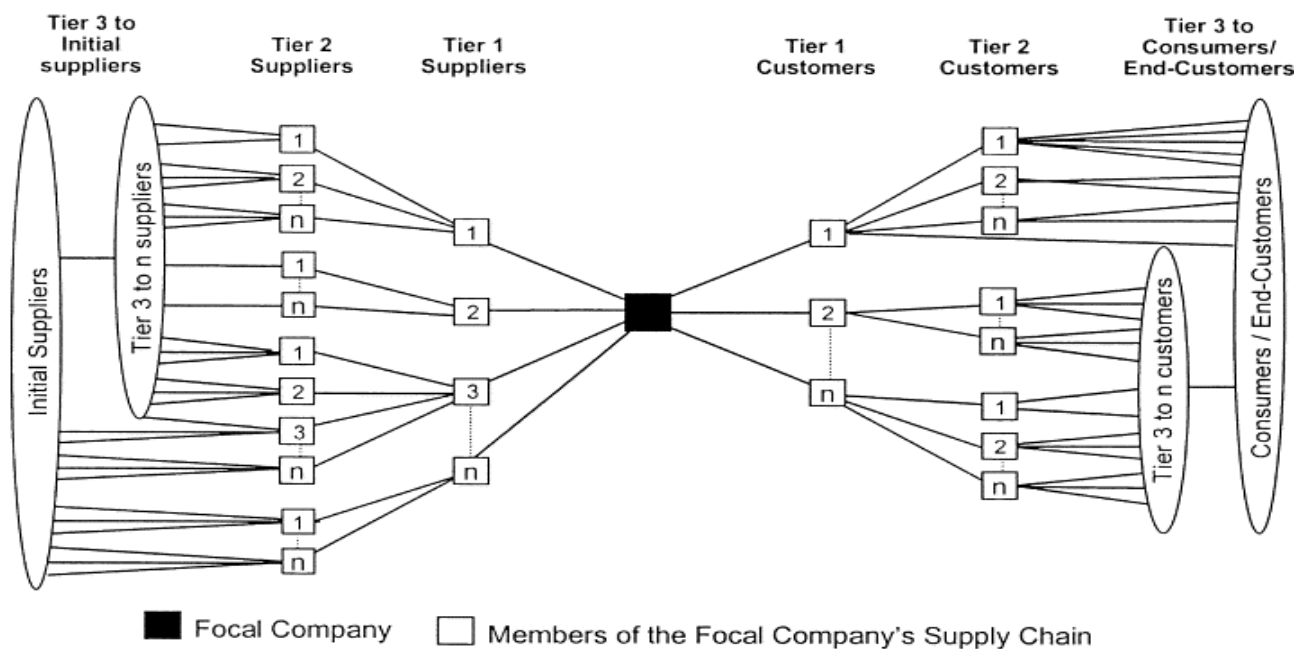 Tier 3 to
Initial
suppliers
Tier 2
Suppliers
Tier 1
Suppliers
Tier 1
Customers
Tier 2
Customers
Tier 3 to
Consumers/
End-Customers
Initial Suppliers
Tier 3 to n suppliers
1
2
n
1
n
1
2
3
n
1
n
1
2
3
n
1
2
n
1
2
n
1
n
1
2
n
Tier 3 to n customers
Consumers / End-Customers
Focal Company
Members of the Focal Company's Supply Chain